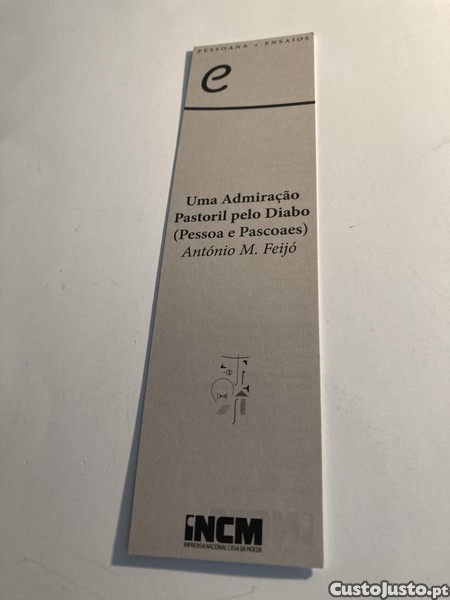 PESSOANA • ENSAIOS
e
Uma Admiração
Pastoril pelo Diabo
(Pessoa e Pascoaes)
António M. Feijó
INCM
IMPRENSA NACIONAL CASA DA MOEDA
CustoJusto.pt